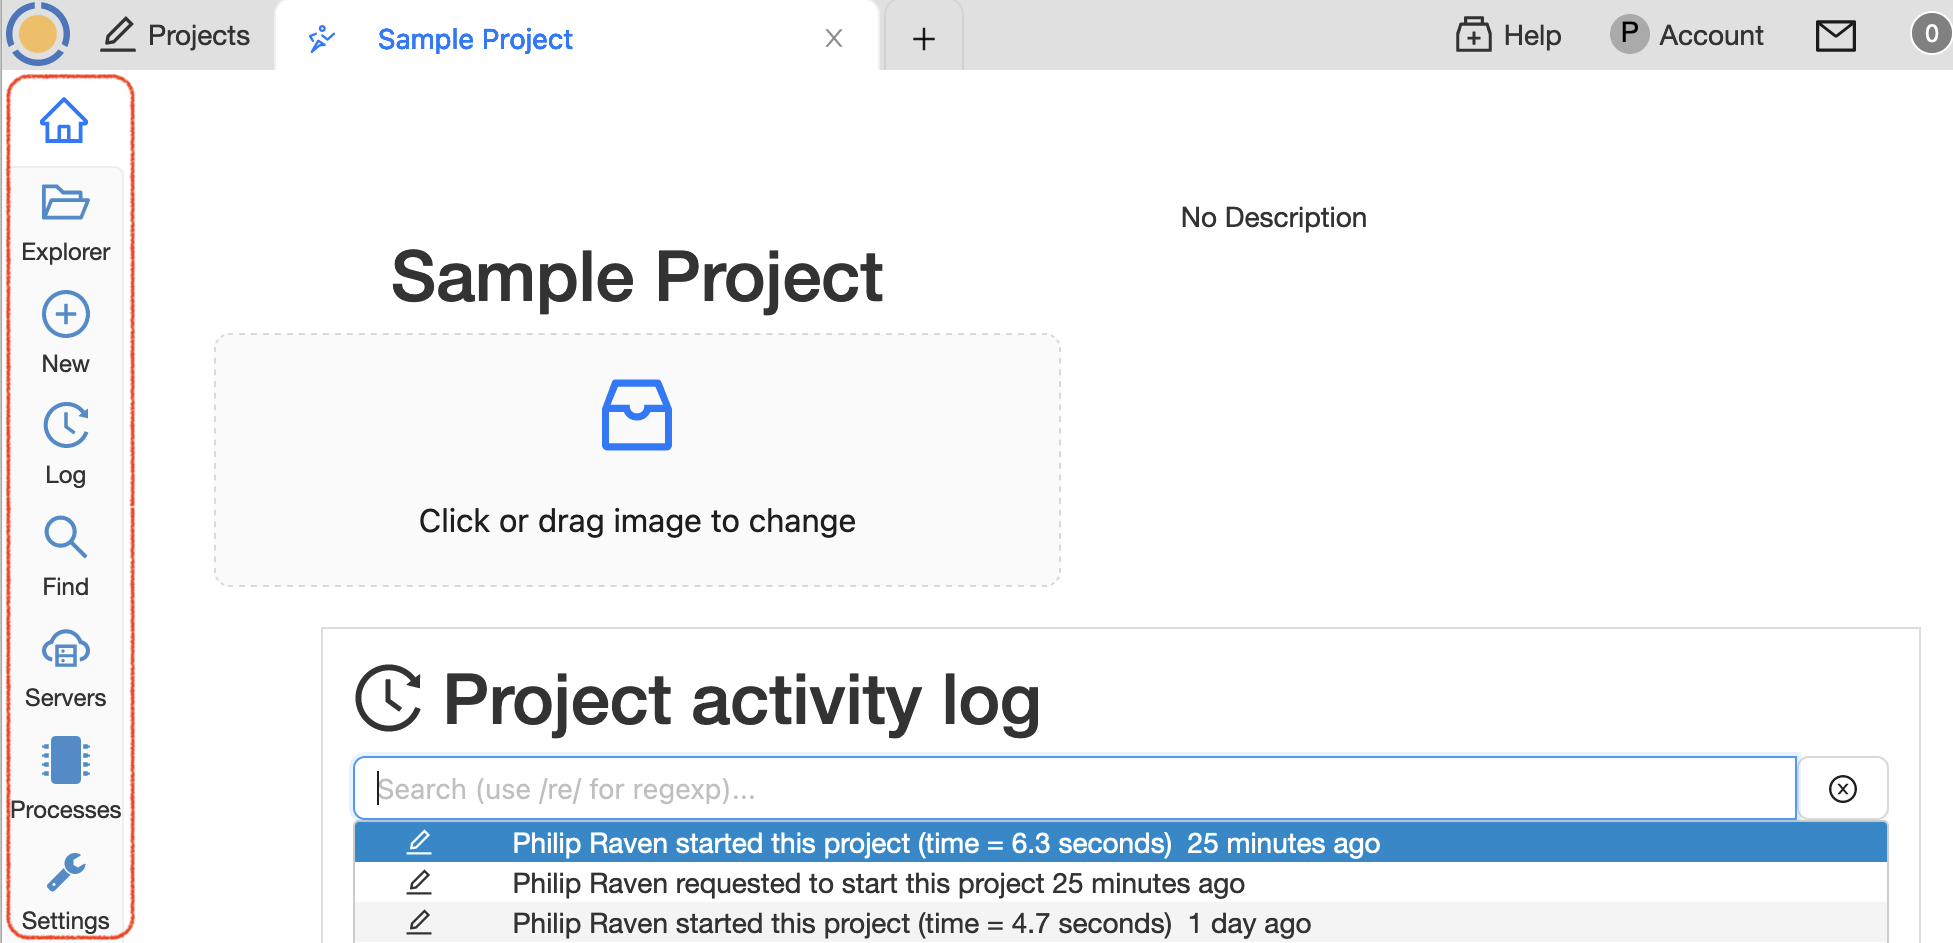 Projects
Sample Project
Help
P
Account
0
Explorer
New
Log
Find
Servers
Processes
Settings
No Description
Sample Project
Click or drag image to change
Project activity log
Search (use /re/ for regexp)...
Philip Raven started this project (time = 6.3 seconds) 25 minutes ago
Philip Raven requested to start this project 25 minutes ago
Philip Raven started this project (time = 4.7 seconds) 1 day ago